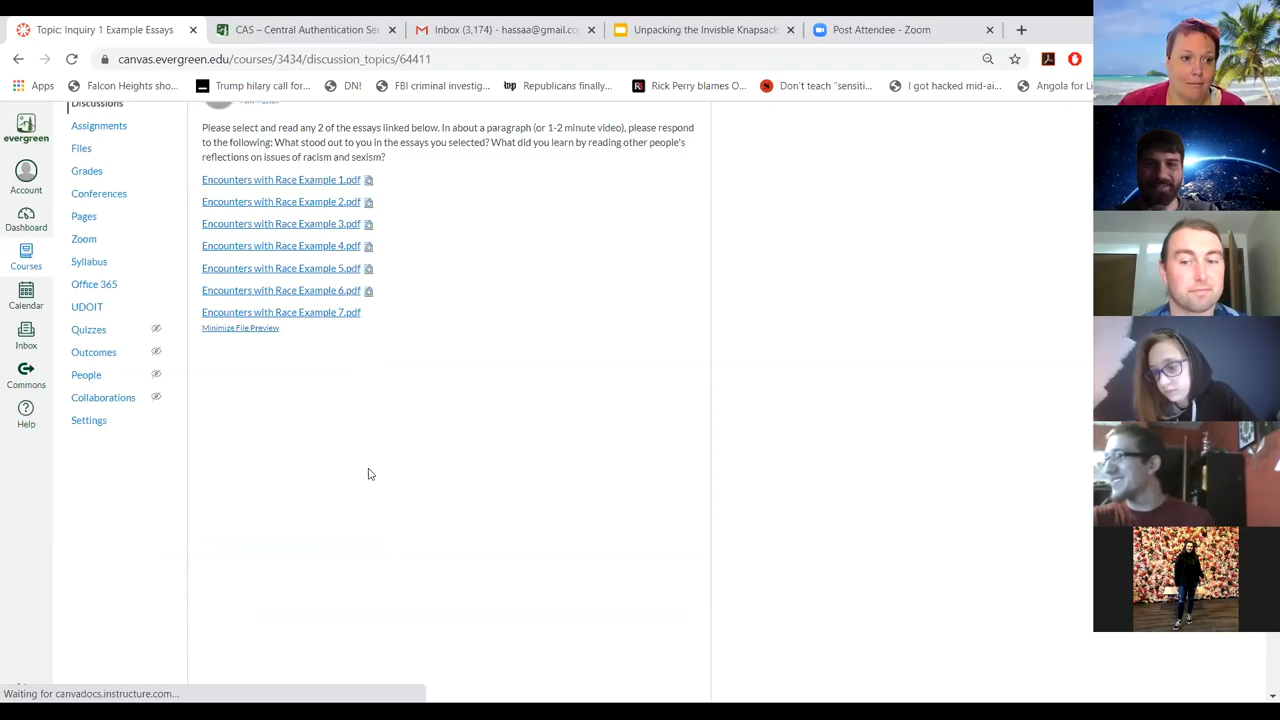 Topic: Inquiry 1 Example Essays
CAS – Central Authentication Ser
Inbox (3,174) - hassaa@gmail.co
Unpacking the Invisble Knapsack
Post Attendee - Zoom
canvas.evergreen.edu/courses/3434/discussion_topics/64411
Apps
Falcon Heights sho...
Trump hilary call for...
DN!
FBI criminal investig...
Republicans finally...
Rick Perry blames O...
Don't teach "sensiti...
I got hacked mid-ai...
Angola for Li
evergreen
Account
Dashboard
Courses
Calendar
Inbox
Commons
Help
Discussions
Assignments
Files
Grades
Conferences
Pages
Zoom
Syllabus
Office 365
UDOIT
Quizzes
Outcomes
People
Collaborations
Settings
Please select and read any 2 of the essays linked below. In about a paragraph (or 1-2 minute video), please respond
to the following: What stood out to you in the essays you selected? What did you learn by reading other people's
reflections on issues of racism and sexism?
Encounters with Race Example 1.pdf
Encounters with Race Example 2.pdf
Encounters with Race Example 3.pdf
Encounters with Race Example 4.pdf
Encounters with Race Example 5.pdf
Encounters with Race Example 6.pdf
Encounters with Race Example 7.pdf
Minimize File Preview
Waiting for canvadocs.instructure.com...